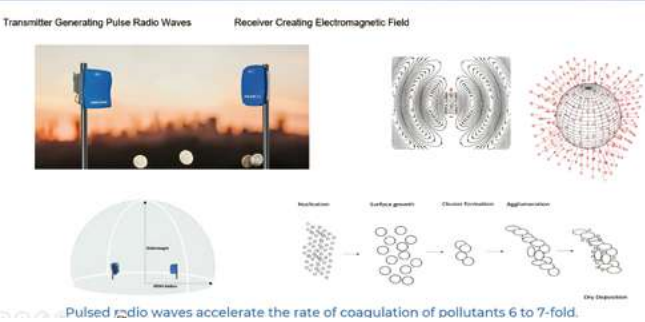 Transmitter Generating Pulse Radio Waves
Receiver Creating Electromagnetic Field
Nucleation
Surface growth
Cluster Formation
Agglomeration
Dry Deposition
Pulsed radio waves accelerate the rate of coagulation of pollutants 6 to 7-fold.